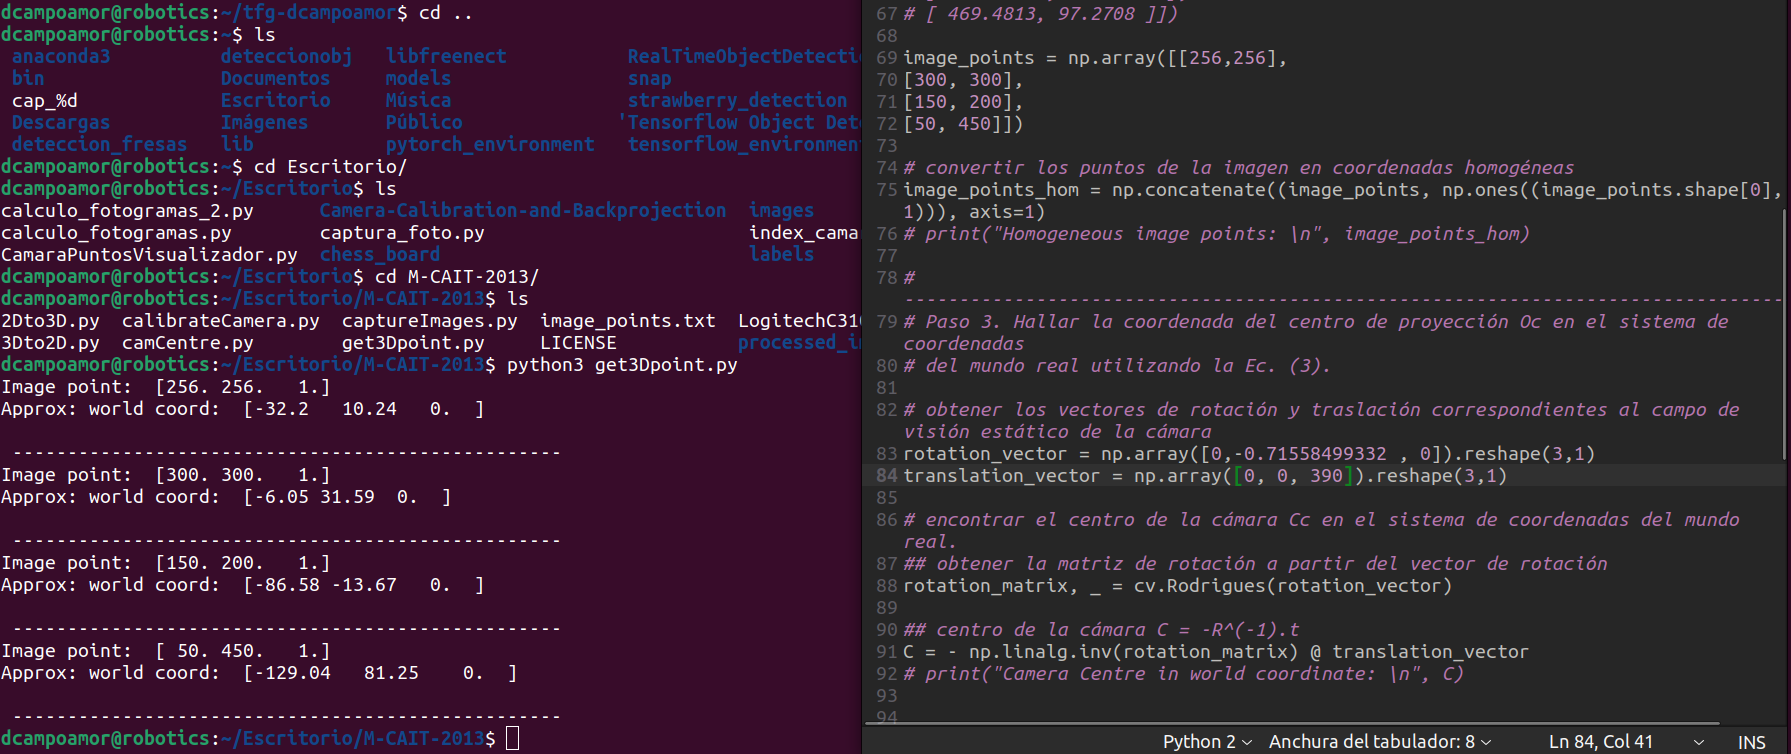 dcampoamor@robotics:~/tfg-dcampoamor$ cd ..
dcampoamor@robotics:~$ ls
anaconda3 deteccionobj libfreenect RealTimeObjectDetecti
bin Documentos models snap
cap_%d Escritorio Música strawberry_detection
Descargas Imágenes Público 'Tensorflow Object Det
deteccion_fresas lib pytorch_environment tensorflow_environment
dcampoamor@robotics:~$ cd Escritorio/
dcampoamor@robotics:~/Escritorio$ ls
calculo_fotogramas_2.py Camera-Calibration-and-Backprojection images
calculo_fotogramas.py captura_foto.py index_cama
CamaraPuntosVisualizador.py chess_board labels
dcampoamor@robotics:~/Escritorio$ cd M-CAIT-2013/
dcampoamor@robotics:~/Escritorio/M-CAIT-2013$ ls
2Dto3D.py calibrateCamera.py captureImages.py image_points.txt LogitechC310
3Dto2D.py camCentre.py get3Dpoint.py LICENSE processed_i
dcampoamor@robotics:~/Escritorio/M-CAIT-2013$ python3 get3Dpoint.py
Image point: [256. 256. 1.]
Approx: world coord: [-32.2 10.24 0. ]
--------------------------------------------------
Image point: [300. 300. 1.]
Approx: world coord: [-6.05 31.59 0. ]
--------------------------------------------------
Image point: [150. 200. 1.]
Approx: world coord: [-86.58 -13.67 0. ]
--------------------------------------------------
Image point: [ 50. 450. 1.]
Approx: world coord: [-129.04 81.25 0. ]
--------------------------------------------------
dcampoamor@robotics:~/Escritorio/M-CAIT-2013$
67 # [ 469.4813, 97.2708 ]])
68
69 image_points = np.array([[256,256],
70 [300, 300],
71 [150, 200],
72 [50, 450]])
73
74 # convertir los puntos de la imagen en coordenadas homogéneas
75 image_points_hom = np.concatenate((image_points, np.ones((image_points.shape[0],
1))), axis=1)
76 # print("Homogeneous image points: \n", image_points_hom)
77
78 #
--------------------------------------------------------------------------------
79 # Paso 3. Hallar la coordenada del centro de proyección Oc en el sistema de
coordenadas
80 # del mundo real utilizando la Ec. (3).
81
82 # obtener los vectores de rotación y traslación correspondientes al campo de
visión estático de la cámara
83 rotation_vector = np.array([0,-0.71558499332 , 0]).reshape(3,1)
84 translation_vector = np.array([0, 0, 390]).reshape(3,1)
85
86 # encontrar el centro de la cámara Cc en el sistema de coordenadas del mundo
real.
87 ## obtener la matriz de rotación a partir del vector de rotación
88 rotation_matrix, _ = cv.Rodrigues(rotation_vector)
89
90 ## centro de la cámara C = -R^(-1).t
91 C = - np.linalg.inv(rotation_matrix) @ translation_vector
92 # print("Camera Centre in world coordinate: \n", C)
93
94
Python 2 Anchura del tabulador: 8 Ln 84, Col 41 INS